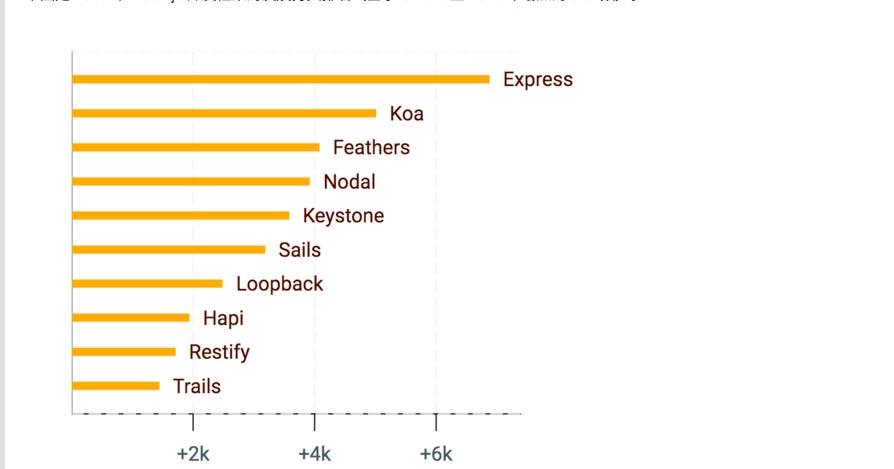 Express
Koa
Feathers
Nodal
Keystone
Sails
Loopback
Hapi
Restify
Trails
+2k +4k +6k